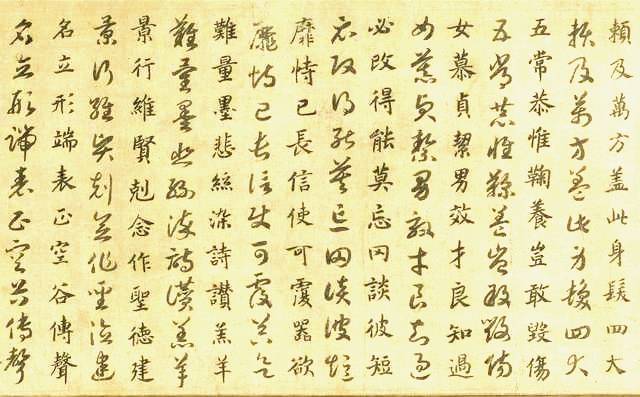 賴及萬方盖此身髮四大
賴及萬方盖此身髮四大
五常恭惟鞠養豈敢毀傷
五常恭惟鞠養豈敢毀傷
女慕貞絜男效才良知過
女慕貞絜男效才良知過
必改得能莫忘罔談彼短
必改得能莫忘罔談彼短
靡恃己長信使可覆器欲
靡恃己長信使可覆器欲
難量墨悲絲染詩讚羔羊
難量墨悲絲染詩讚羔羊
景行維賢剋念作聖德建
景行維賢剋念作聖德建
名立形端表正空谷傳聲
名立形端表正空谷傳聲